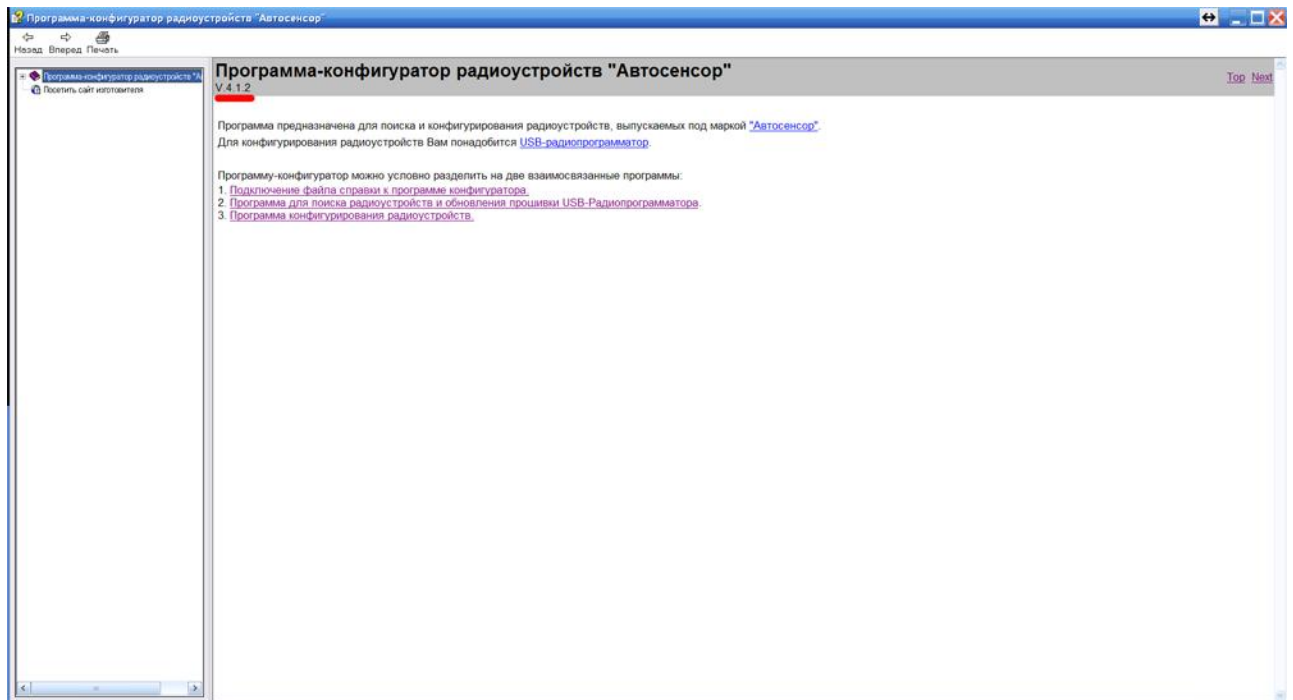 Программа-конфигуратор радиоустройств "Автосенсор"
Назад Вперед Печать
Программа-конфигуратор радиоустройств "А
Посетить сайт изготовителя
Программа-конфигуратор радиоустройств "Автосенсор"
V.4.1.2
Top Next
Программа предназначена для поиска и конфигурирования радиоустройств, выпускаемых под маркой "Автосенсор".
Для конфигурирования радиоустройств Вам понадобится USB-радиопрограмматор.
Программу-конфигуратор можно условно разделить на две взаимосвязанные программы:
1. Подключение файла справки к программе конфигуратора.
2. Программа для поиска радиоустройств и обновления прошивки USB-Радиопрограмматора.
3. Программа конфигурирования радиоустройств.